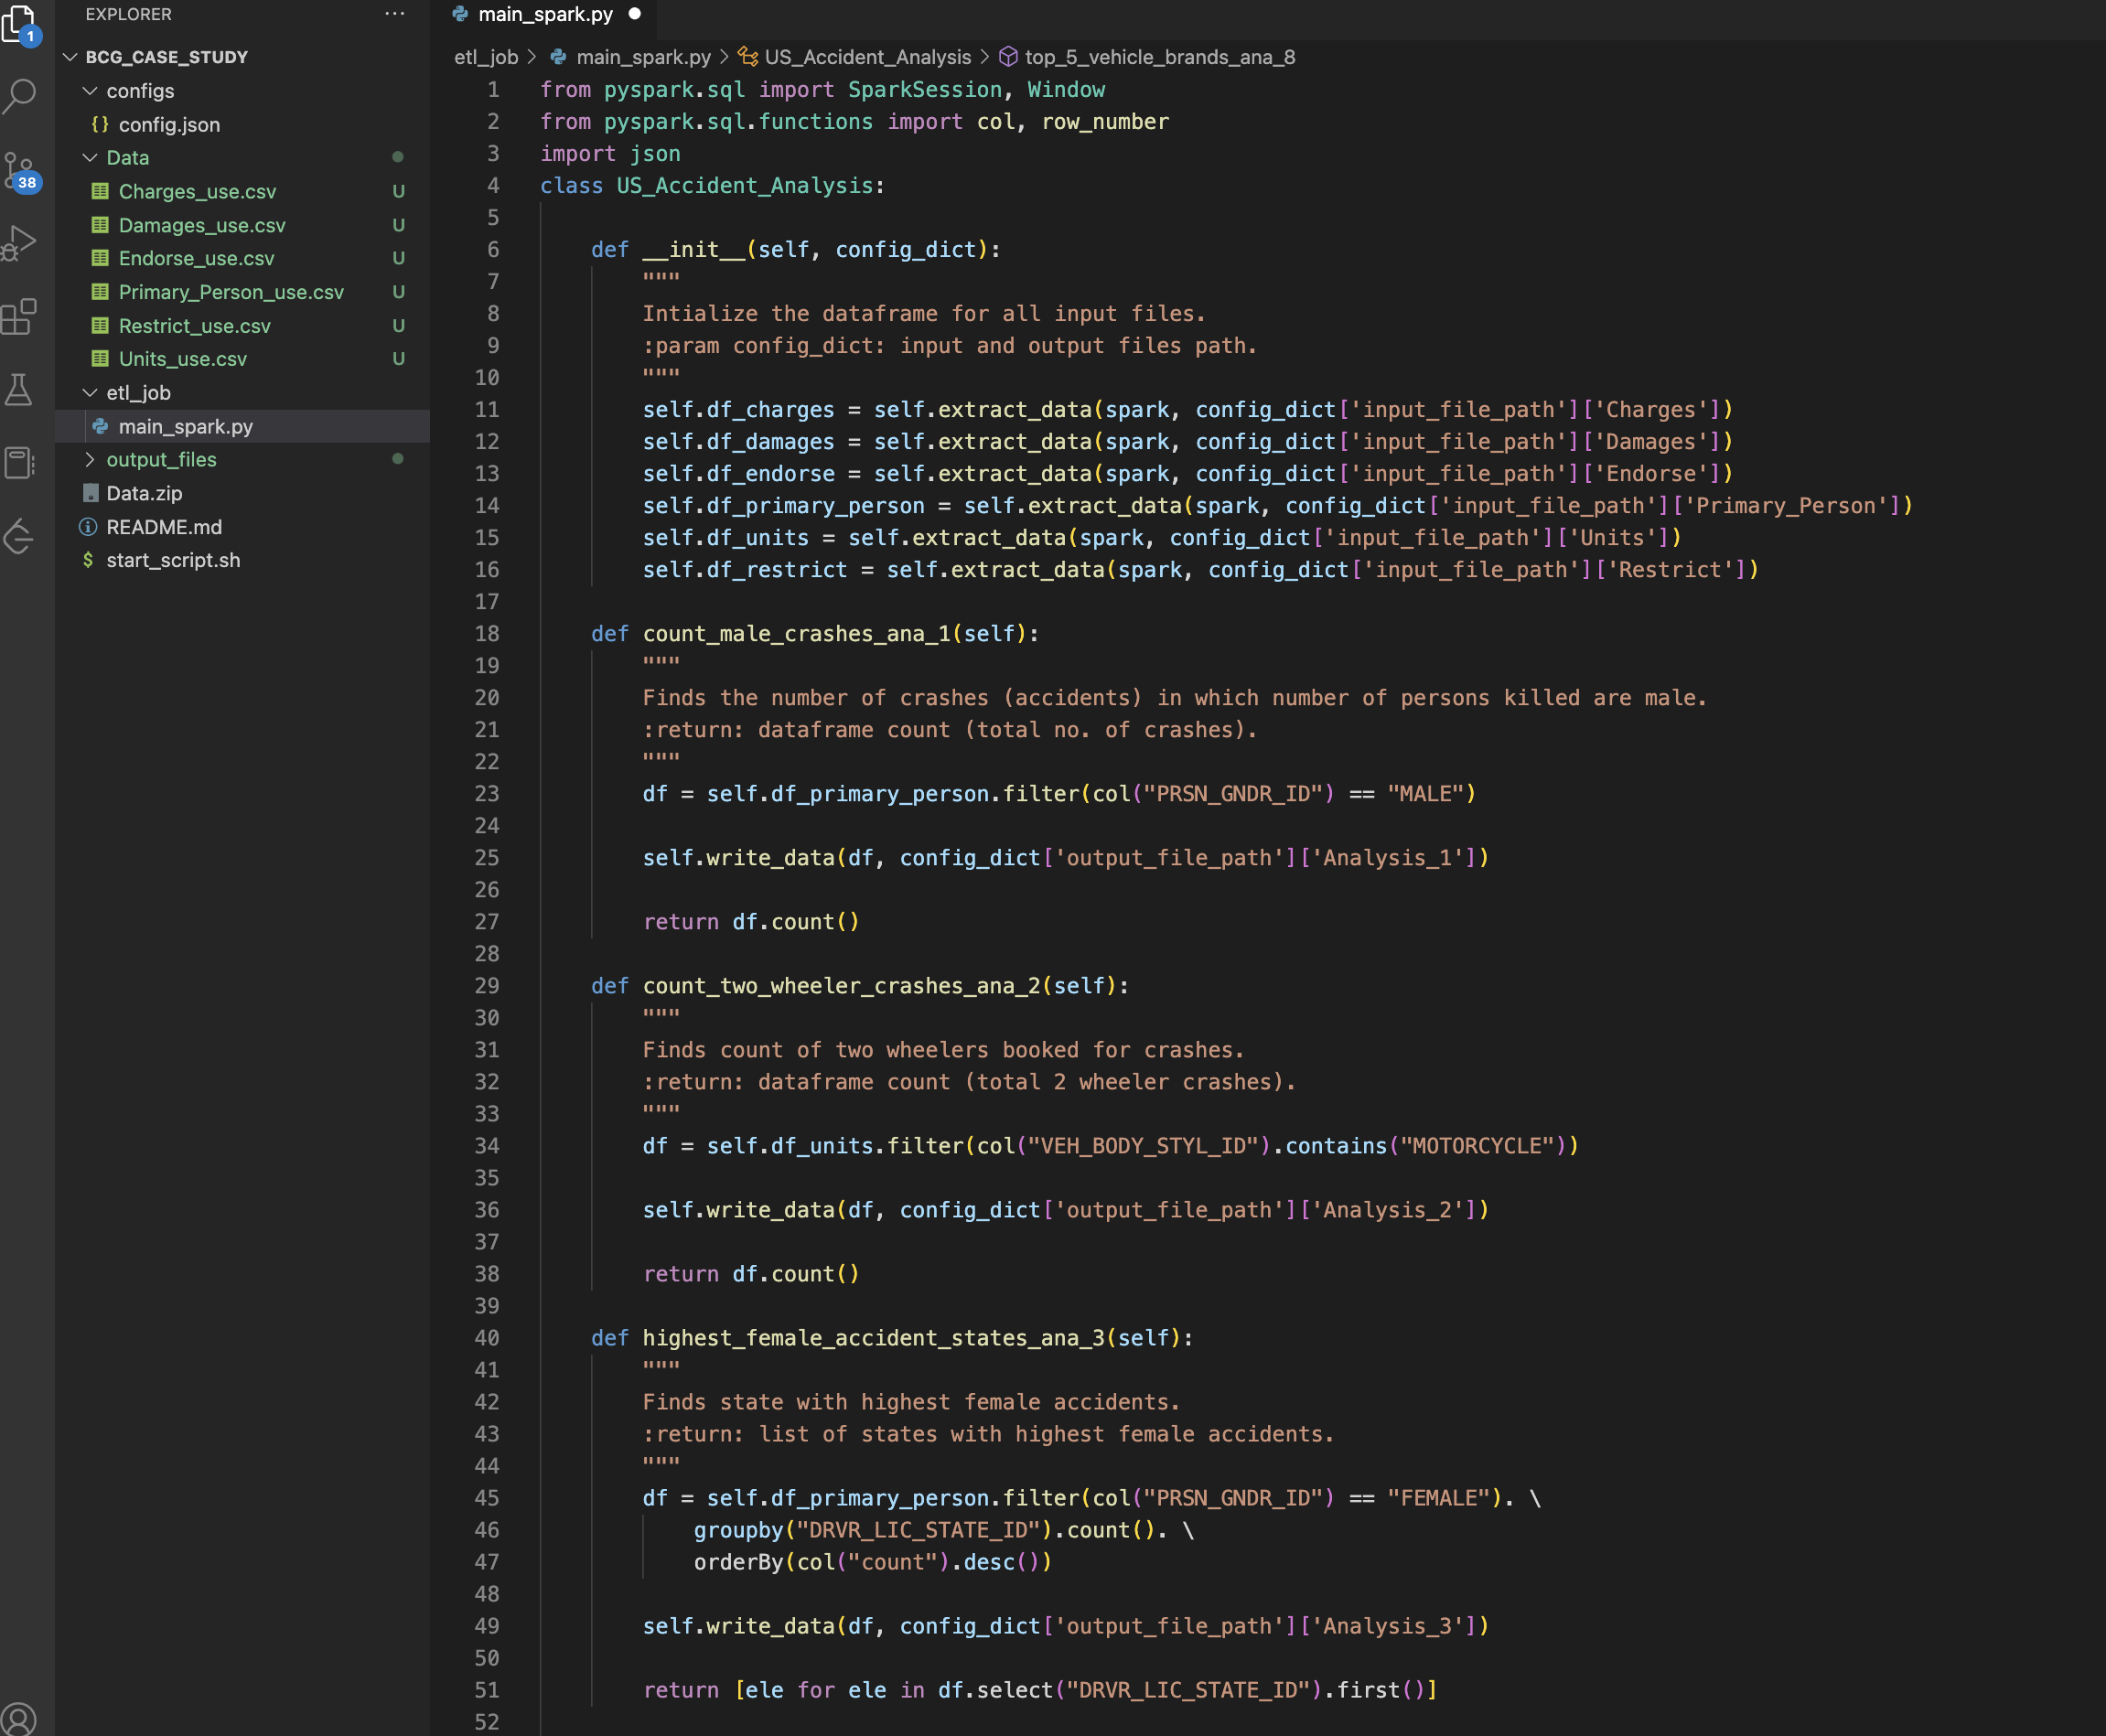 EXPLORER
···
1
BCG_CASE_STUDY
configs
{} config.json
Data
Charges_use.csv U
Damages_use.csv U
Endorse_use.csv U
Primary_Person_use.csv U
Restrict_use.csv U
Units_use.csv U
etl_job
main_spark.py
output_files
Data.zip
README.md
$ start_script.sh
38
main_spark.py
etl_job > main_spark.py > US_Accident_Analysis > top_5_vehicle_brands_ana_8
1 from pyspark.sql import SparkSession, Window
2 from pyspark.sql.functions import col, row_number
3 import json
4 class US_Accident_Analysis:
5
6     def __init__(self, config_dict):
7         """
8         Intialize the dataframe for all input files.
9         :param config_dict: input and output files path.
10         """
11         self.df_charges = self.extract_data(spark, config_dict['input_file_path']['Charges'])
12         self.df_damages = self.extract_data(spark, config_dict['input_file_path']['Damages'])
13         self.df_endorse = self.extract_data(spark, config_dict['input_file_path']['Endorse'])
14         self.df_primary_person = self.extract_data(spark, config_dict['input_file_path']['Primary_Person'])
15         self.df_units = self.extract_data(spark, config_dict['input_file_path']['Units'])
16         self.df_restrict = self.extract_data(spark, config_dict['input_file_path']['Restrict'])
17
18     def count_male_crashes_ana_1(self):
19         """
20         Finds the number of crashes (accidents) in which number of persons killed are male.
21         :return: dataframe count (total no. of crashes).
22         """
23         df = self.df_primary_person.filter(col("PRSN_GNDR_ID") == "MALE")
24
25         self.write_data(df, config_dict['output_file_path']['Analysis_1'])
26
27         return df.count()
28
29     def count_two_wheeler_crashes_ana_2(self):
30         """
31         Finds count of two wheelers booked for crashes.
32         :return: dataframe count (total 2 wheeler crashes).
33         """
34         df = self.df_units.filter(col("VEH_BODY_STYL_ID").contains("MOTORCYCLE"))
35
36         self.write_data(df, config_dict['output_file_path']['Analysis_2'])
37
38         return df.count()
39
40     def highest_female_accident_states_ana_3(self):
41         """
42         Finds state with highest female accidents.
43         :return: list of states with highest female accidents.
44         """
45         df = self.df_primary_person.filter(col("PRSN_GNDR_ID") == "FEMALE"). \
46             groupby("DRVR_LIC_STATE_ID").count(). \
47             orderBy(col("count").desc())
48
49         self.write_data(df, config_dict['output_file_path']['Analysis_3'])
50
51         return [ele for ele in df.select("DRVR_LIC_STATE_ID").first()]
52